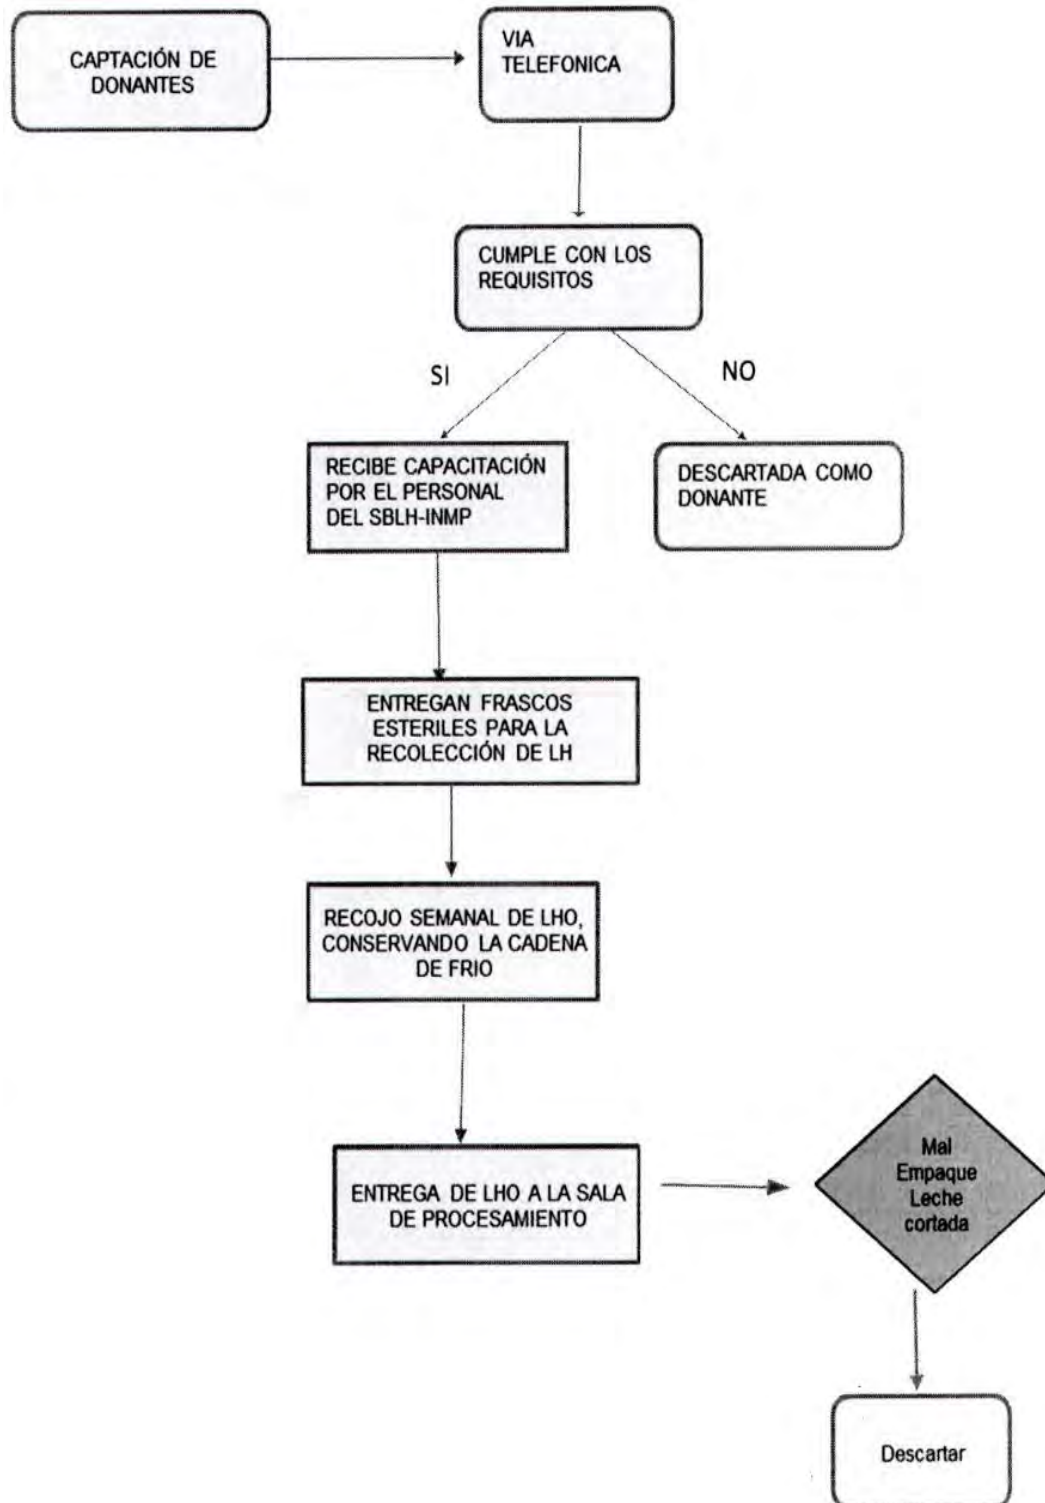 CAPTACIÓN DE
DONANTES
VIA
TELEFONICA
CUMPLE CON LOS
REQUISITOS
SI
NO
RECIBE CAPACITACIÓN
POR EL PERSONAL
DEL SBLH-INMP
DESCARTADA COMO
DONANTE
ENTREGAN FRASCOS
ESTERILES PARA LA
RECOLECCIÓN DE LH
RECOJO SEMANAL DE LHO,
CONSERVANDO LA CADENA
DE FRIO
ENTREGA DE LHO A LA SALA
DE PROCESAMIENTO
Mal
Empaque
Leche
cortada
Descartar